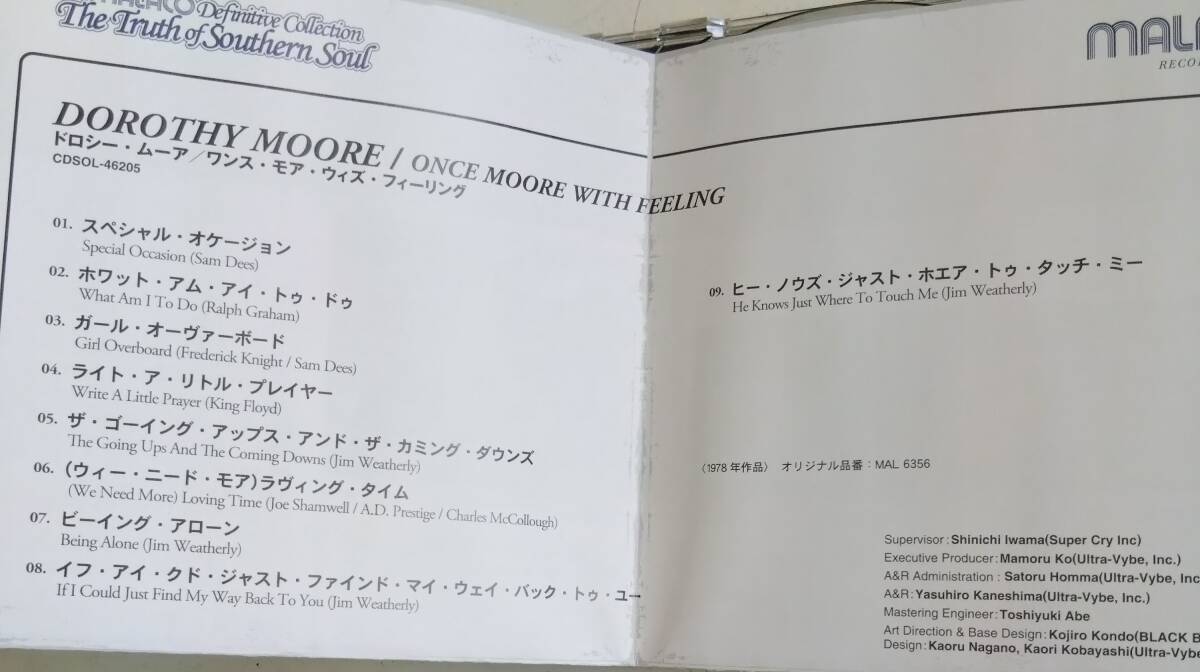 Definitive Collection
The Truth of Southern Soul
DOROTHY MOORE / ONCE MOORE WITH FEELING
ドロシー・ムーア/ワンス・モア・ウィズ・フィーリング
CDSOL-46205
01. スペシャル・オケージョン
Special Occasion (Sam Dees)
02. ホワット・アム・アイ・トゥ・ドゥ
What Am I To Do (Ralph Graham)
03. ガール・オーヴァーボード
Girl Overboard (Frederick Knight / Sam Dees)
04. ライト・ア・リトル・プレイヤー
Write A Little Prayer (King Floyd)
05. ザ・ゴーイング・アップス・アンド・ザ・カミング・ダウンズ
The Going Ups And The Coming Downs (Jim Weatherly)
06. (ウィー・ニード・モア)ラヴィング・タイム
(We Need More) Loving Time (Joe Shamwell / A.D. Prestige / Charles McCollough)
07. ビーイング・アローン
Being Alone (Jim Weatherly)
08. イフ・アイ・クド・ジャスト・ファインド・マイ・ウェイ・バック・トゥ・ユー
If I Could Just Find My Way Back To You (Jim Weatherly)
09. ヒー・ノウズ・ジャスト・ホエア・トゥ・タッチ・ミー
He Knows Just Where To Touch Me (Jim Weatherly)
〈1978年作品〉 オリジナル品番:MAL 6356
Supervisor:Shinichi Iwama(Super Cry Inc)
Executive Producer:Mamoru Ko(Ultra-Vybe, Inc.)
A&R Administration : Satoru Homma(Ultra-Vybe, Inc
A&R:Yasuhiro Kaneshima(Ultra-Vybe, Inc.)
Mastering Engineer:Toshiyuki Abe
Art Direction & Base Design:Kojiro Kondo(BLACK B
Design:Kaoru Nagano, Kaori Kobayashi(Ultra-Vybe